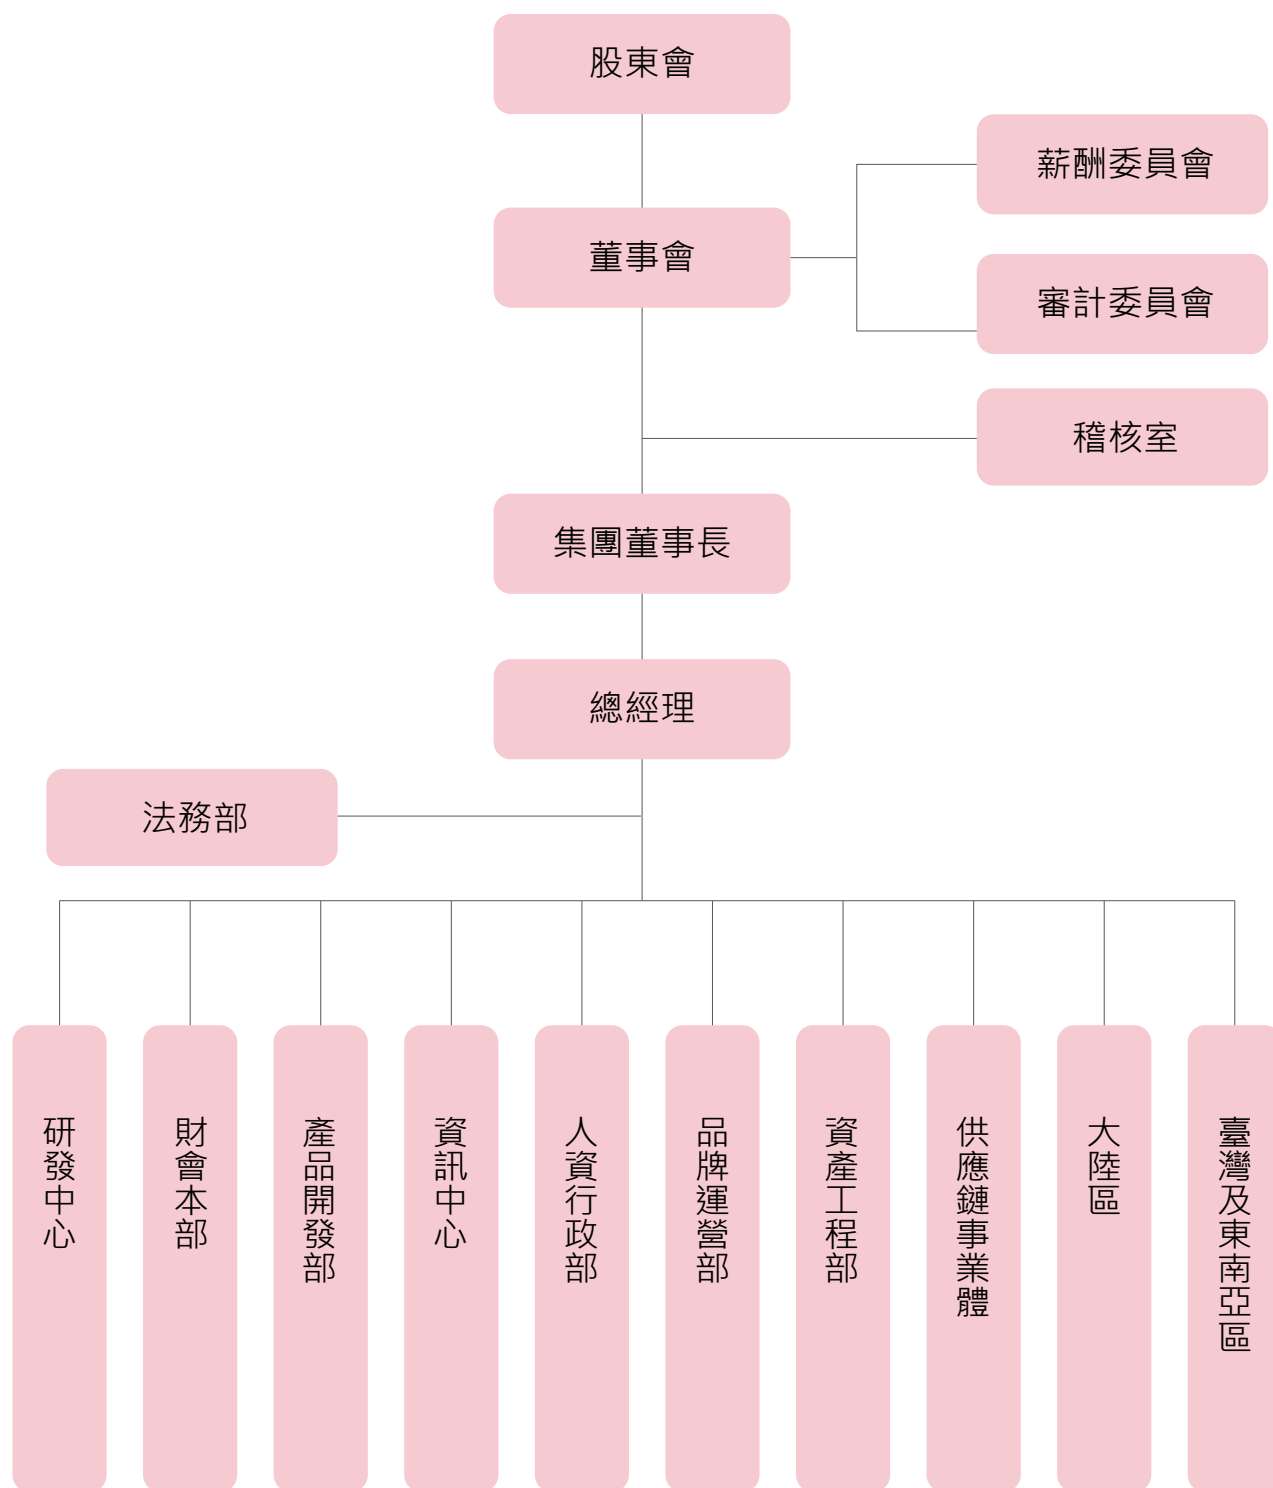 股東會
薪酬委員會
董事會
審計委員會
稽核室
集團董事長
總經理
法務部
研發中心
財會本部
產品開發部
資訊中心
人資行政部
品牌運營部
資產工程部
供應鏈事業體
大陸區
臺灣及東南亞區